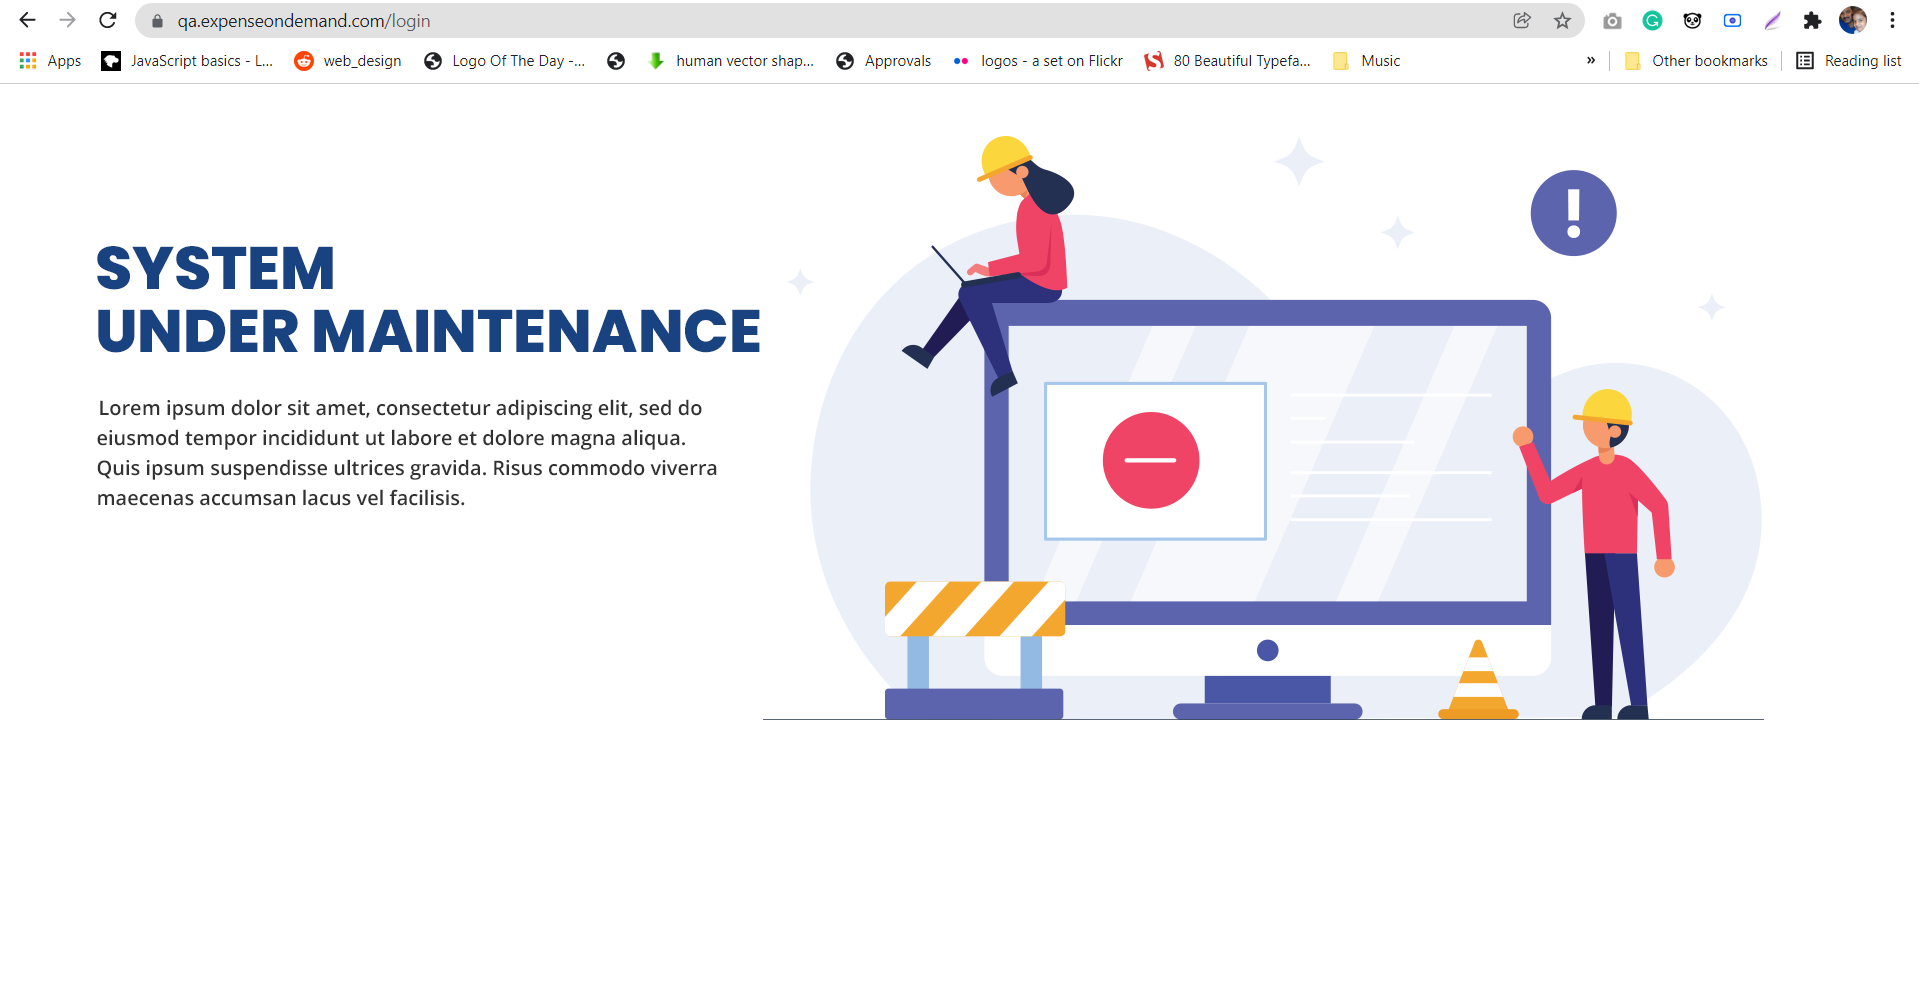 qa.expenseondemand.com/login
Apps JavaScript basics - L... web_design Logo Of The Day -... human vector shap... Approvals logos - a set on Flickr 80 Beautiful Typefa... Music » Other bookmarks Reading list
SYSTEM
UNDER MAINTENANCE
Lorem ipsum dolor sit amet, consectetur adipiscing elit, sed do
eiusmod tempor incididunt ut labore et dolore magna aliqua.
Quis ipsum suspendisse ultrices gravida. Risus commodo viverra
maecenas accumsan lacus vel facilisis.